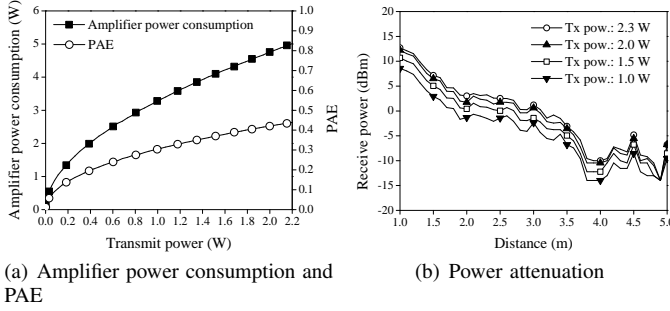 Amplifier power consumption (W)
6
5
4
3
2
1
0
Amplifier power consumption
PAE
1.0
0.8
0.6
0.5
0.4
0.3
0.2
0.1
0.0
PAE
0.0 0.2 0.4 0.6 0.8 1.0 1.2 1.4 1.6 1.8 2.0 2.2
Transmit power (W)
(a) Amplifier power consumption and
PAE
Receive power (dBm)
20
15
10
5
0
-5
-10
-15
-20
Tx pow.: 2.3 W
Tx pow.: 2.0 W
Tx pow.: 1.5 W
Tx pow.: 1.0 W
1.0 1.5 2.0 2.5 3.0 3.5 4.0 4.5 5.0
Distance (m)
(b) Power attenuation